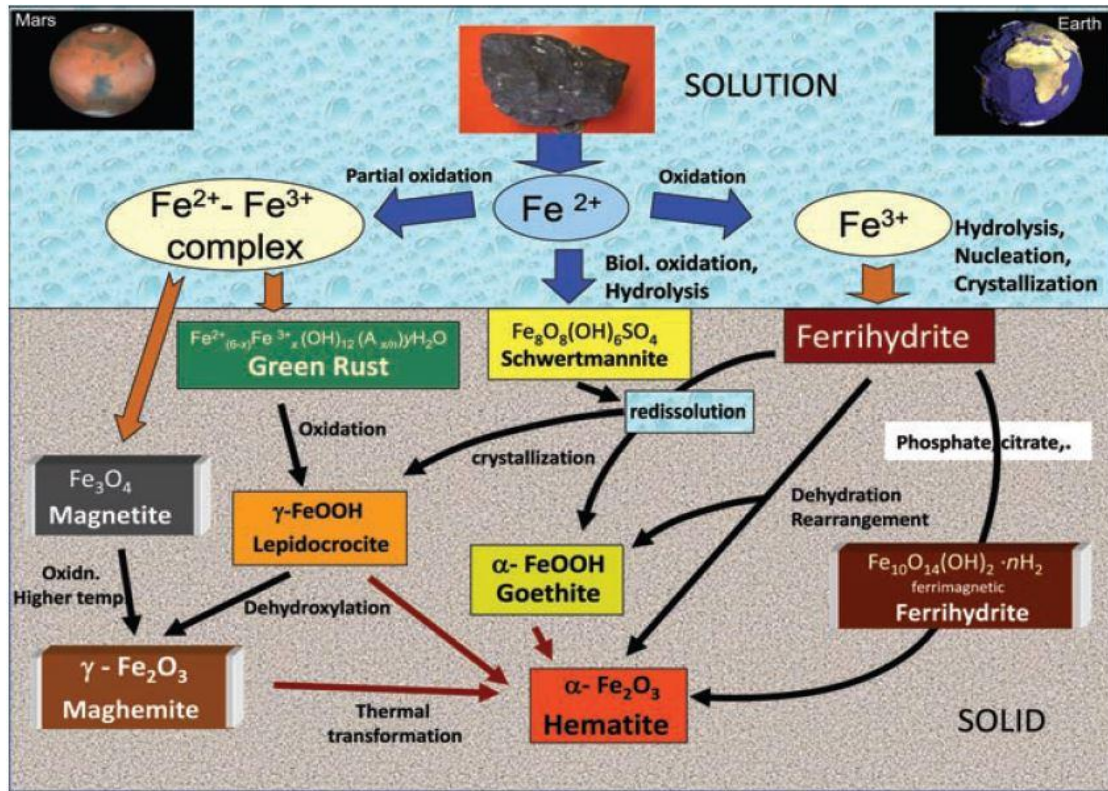 Mars
Earth
SOLUTION
Partial oxidation
Oxidation
Fe²⁺- Fe³⁺
complex
Fe ²⁺
Fe³⁺
Hydrolysis,
Nucleation,
Crystallization
Biol. oxidation,
Hydrolysis
Fe²⁺₍₆₋ₓ₎Fe ³⁺ₓ (OH)₁₂ (A ₓ/ₙ)yH₂O
Green Rust
Fe₈O₈(OH)₆SO₄
Schwertmannite
Ferrihydrite
redissolution
Oxidation
crystallization
Phosphate, citrate,.
Fe₃O₄
Magnetite
γ-FeOOH
Lepidocrocite
Dehydration
Rearrangement
α- FeOOH
Goethite
Fe₁₀O₁₄(OH)₂ ·nH₂
ferrimagnetic
Ferrihydrite
Oxidn.
Higher temp
Dehydroxylation
γ - Fe₂O₃
Maghemite
Thermal
transformation
α- Fe₂O₃
Hematite
SOLID